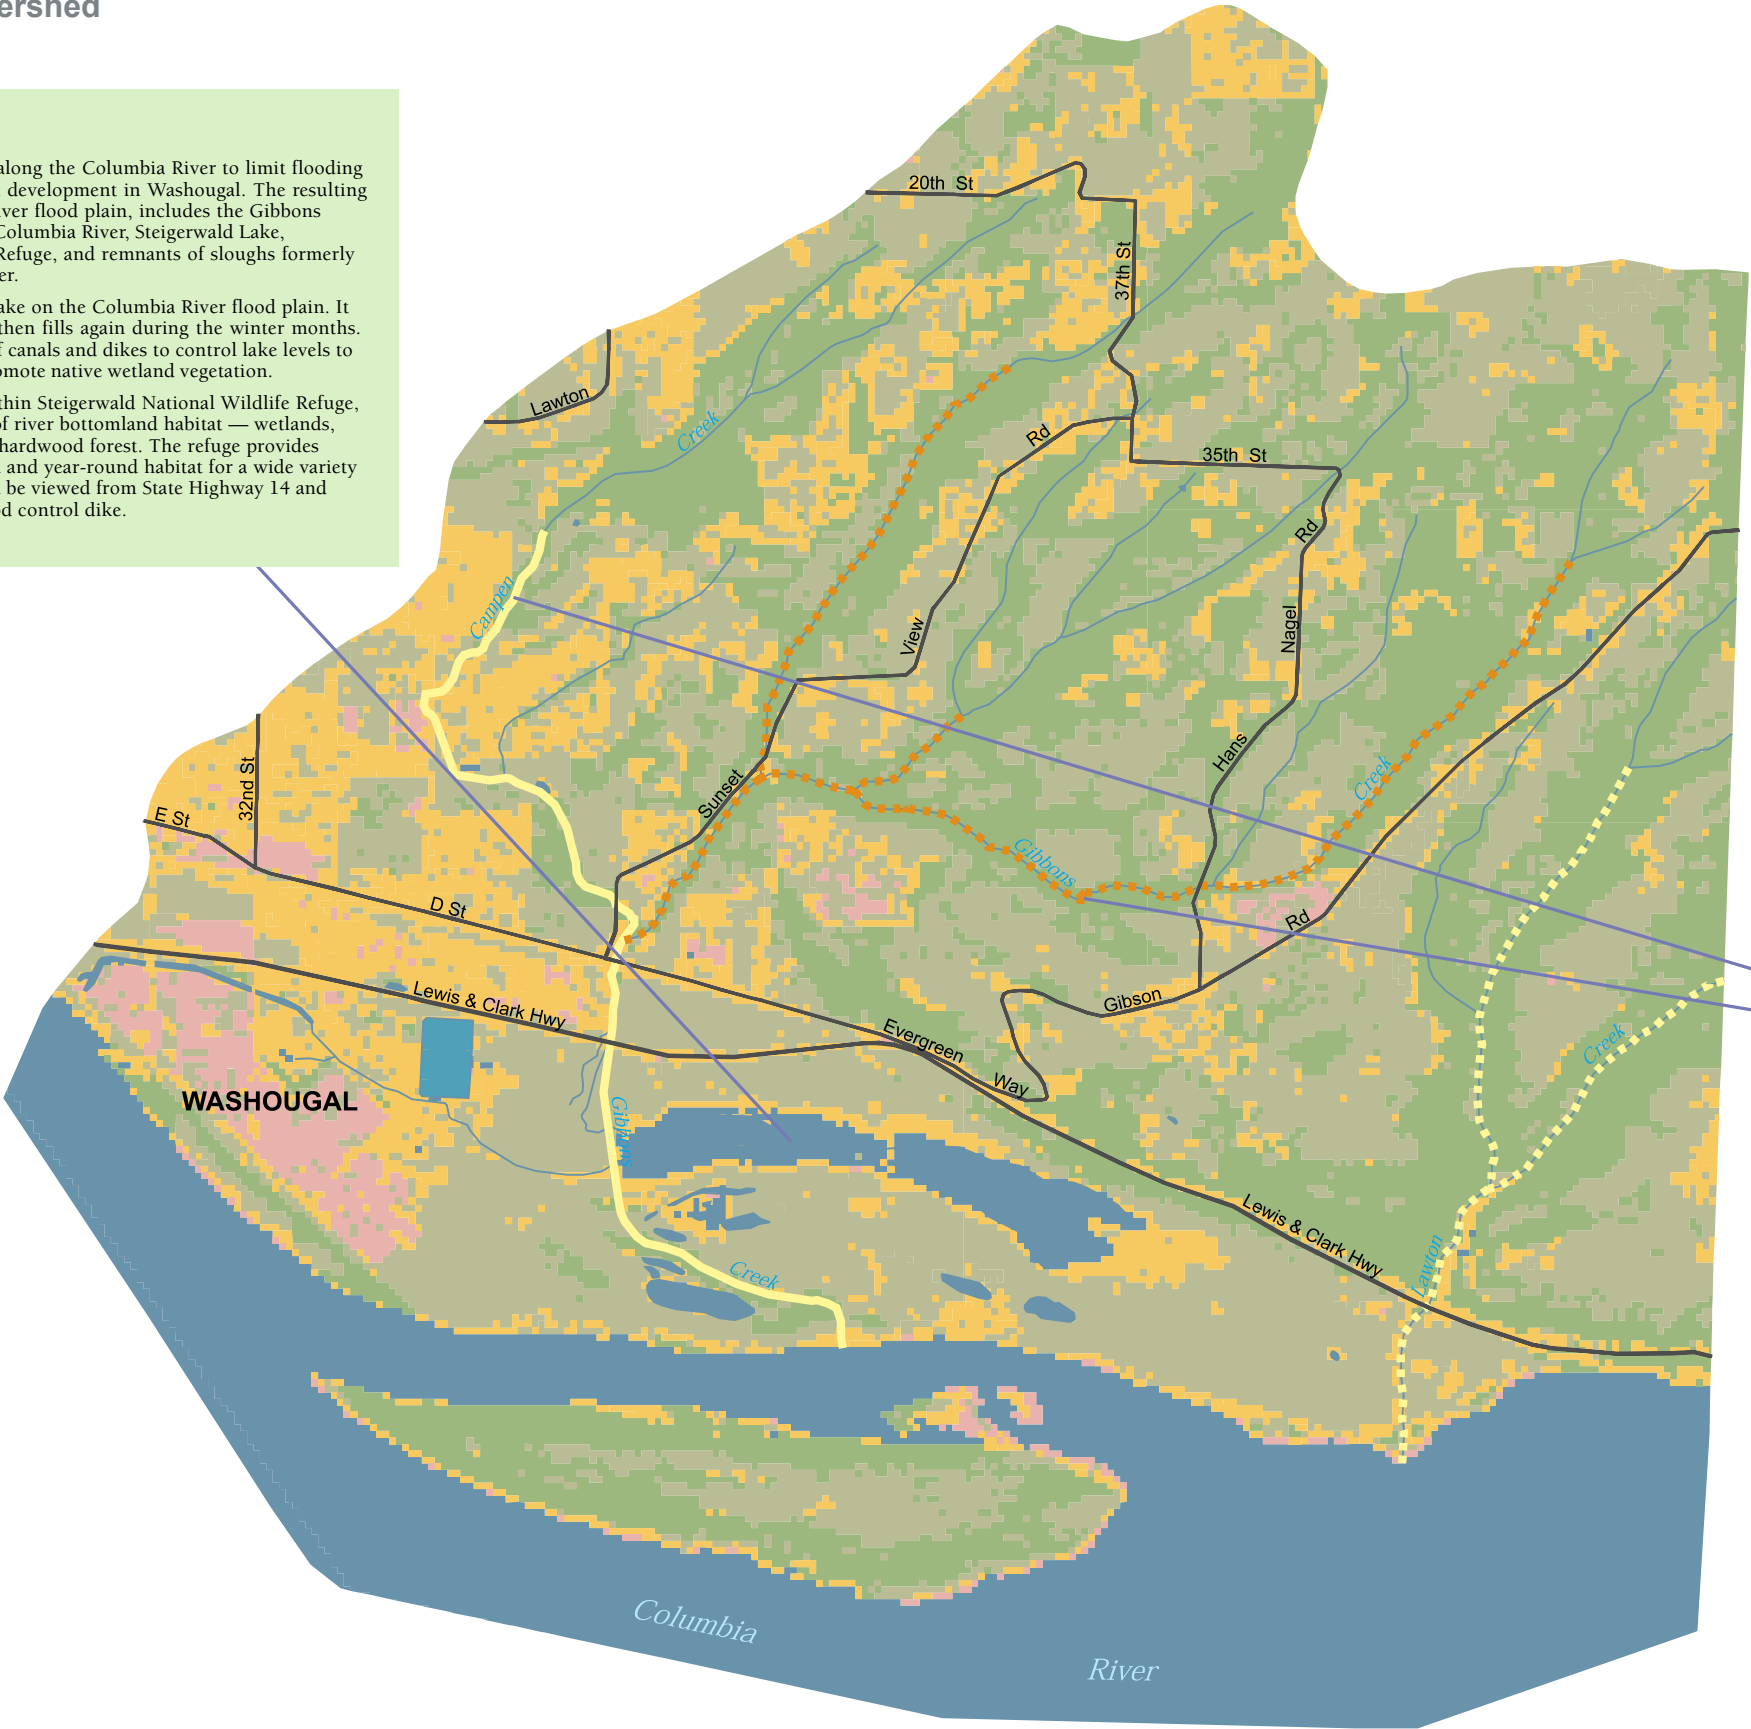 ershed
along the Columbia River to limit flooding
development in Washougal. The resulting
iver flood plain, includes the Gibbons
Columbia River, Steigerwald Lake,
Refuge, and remnants of sloughs formerly
er.
ake on the Columbia River flood plain. It
then fills again during the winter months.
f canals and dikes to control lake levels to
omote native wetland vegetation.
thin Steigerwald National Wildlife Refuge,
of river bottomland habitat — wetlands,
hardwood forest. The refuge provides
and year-round habitat for a wide variety
be viewed from State Highway 14 and
od control dike.
20th St
37th St
Lawton
Creek
Rd
35th St
Rd
Campen
View
Nagel
Hans
32nd St
E St
Sunset
Creek
Gibbons
D St
Rd
Lewis & Clark Hwy
Gibson
Evergreen
Way
Creek
WASHOUGAL
Gibbons
Creek
Lewis & Clark Hwy
Lawton
Columbia
River